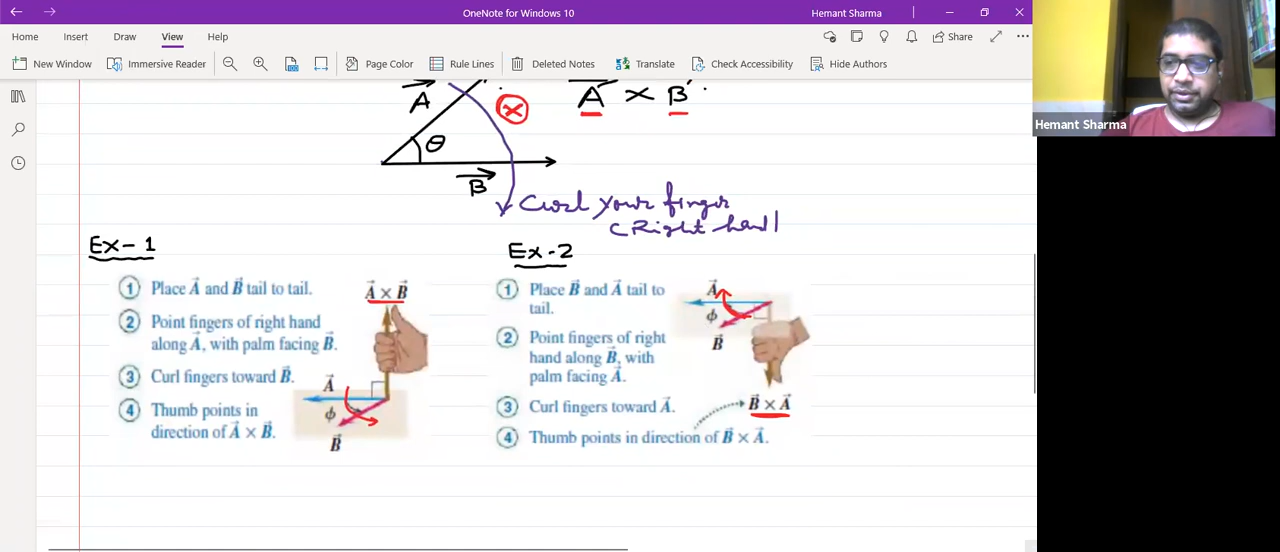 OneNote for Windows 10
Hemant Sharma
Home Insert Draw View Help
Share
New Window
Immersive Reader
Page Color
Rule Lines
Deleted Notes
Translate
Check Accessibility
Hide Authors
Hemant Sharma
A
A × B
θ
B
Curl your finger
(Right hand)
Ex-1
1 Place A⃗ and B⃗ tail to tail.
2 Point fingers of right hand
along A⃗, with palm facing B⃗.
3 Curl fingers toward B⃗.
4 Thumb points in
direction of A⃗ × B⃗.
A⃗ × B⃗
A⃗
ϕ
B⃗
Ex-2
1 Place B⃗ and A⃗ tail to
tail.
2 Point fingers of right
hand along B⃗, with
palm facing A⃗.
3 Curl fingers toward A⃗.
4 Thumb points in direction of B⃗ × A⃗.
A⃗
ϕ
B⃗
B⃗ × A⃗